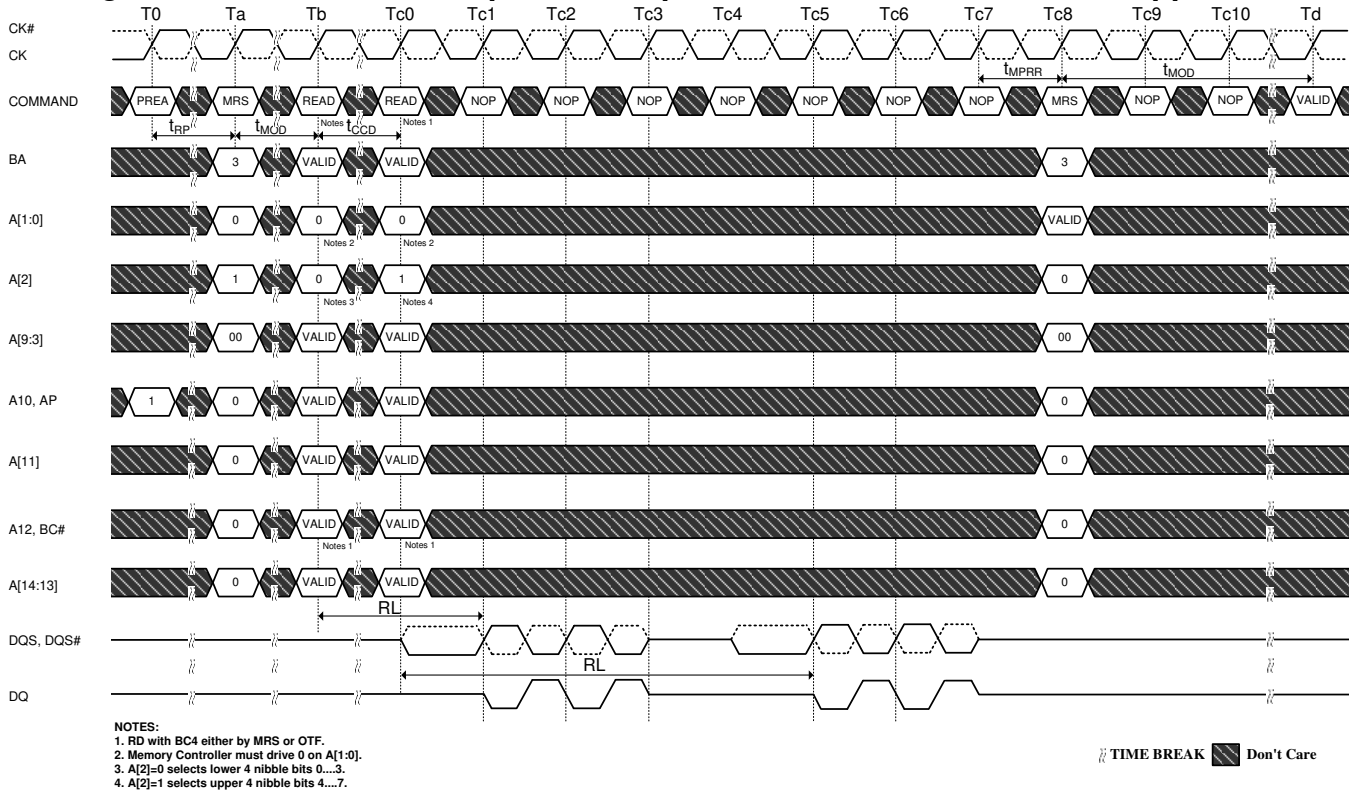 T0 Ta Tb Tc0 Tc1 Tc2 Tc3 Tc4 Tc5 Tc6 Tc7 Tc8 Tc9 Tc10 Td
CK#
CK
tMPRR tMOD
COMMAND PREA MRS READ READ NOP NOP NOP NOP NOP NOP NOP MRS NOP NOP VALID
Notes 1 Notes 1
tRP tMOD tCCD
BA 3 VALID VALID 3
A[1:0] 0 0 0 VALID
Notes 2 Notes 2
A[2] 1 0 1 0
Notes 3 Notes 4
A[9:3] 00 VALID VALID 00
A10, AP 1 0 VALID VALID 0
A[11] 0 VALID VALID 0
A12, BC# 0 VALID VALID 0
Notes 1 Notes 1
A[14:13] 0 VALID VALID 0
RL
DQS, DQS#
RL
DQ
NOTES:
1. RD with BC4 either by MRS or OTF.
2. Memory Controller must drive 0 on A[1:0].
3. A[2]=0 selects lower 4 nibble bits 0....3.
4. A[2]=1 selects upper 4 nibble bits 4....7.
TIME BREAK Don't Care